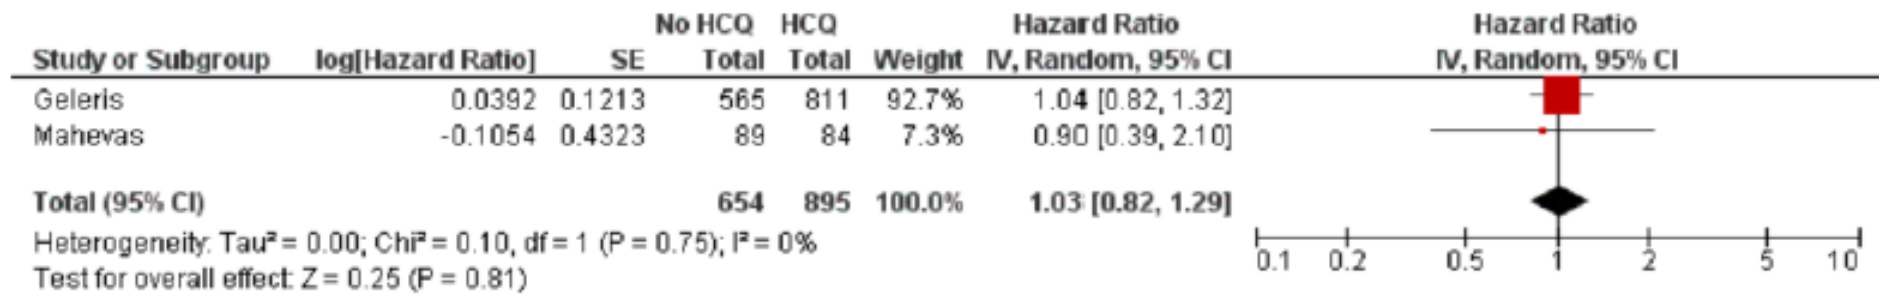 No HCQ HCQ Hazard Ratio Hazard Ratio
Study or Subgroup log[Hazard Ratio] SE Total Total Weight IV, Random, 95% CI IV, Random, 95% CI
Geleris 0.0392 0.1213 565 811 92.7% 1.04 [0.82, 1.32]
Mahevas -0.1054 0.4323 89 84 7.3% 0.90 [0.39, 2.10]
Total (95% CI) 654 895 100.0% 1.03 [0.82, 1.29]
Heterogeneity: Tau² = 0.00; Chi² = 0.10, df = 1 (P = 0.75); I² = 0%
0.1 0.2 0.5 1 2 5 10
Test for overall effect: Z = 0.25 (P = 0.81)